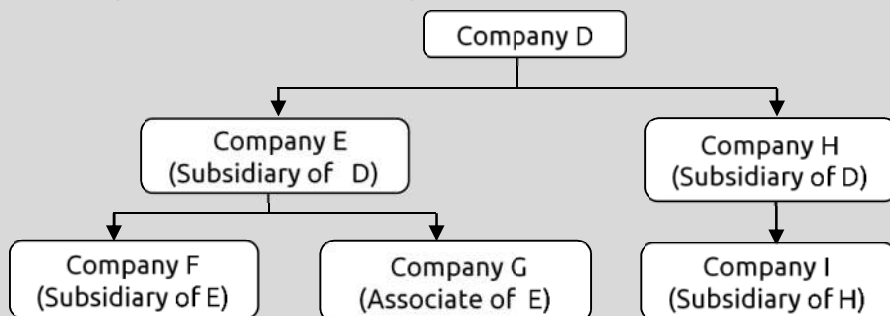 Company D
Company E
(Subsidiary of D)
Company H
(Subsidiary of D)
Company F
(Subsidiary of E)
Company G
(Associate of E)
Company I
(Subsidiary of H)